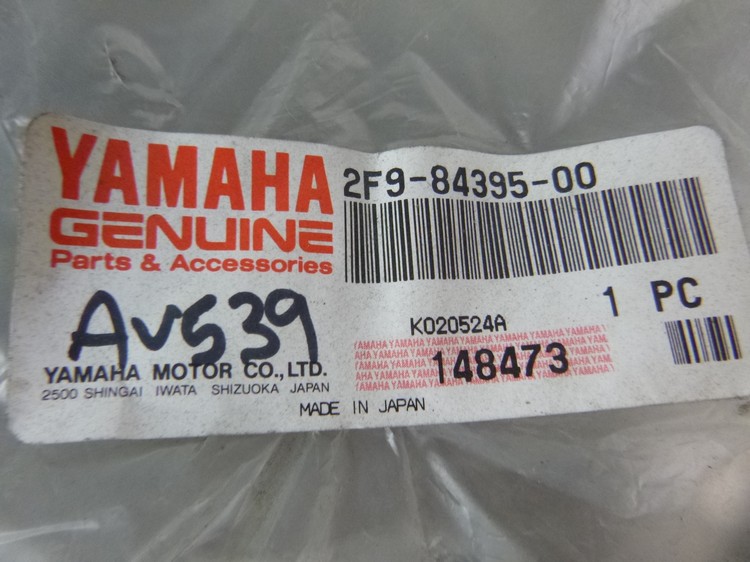 YAMAHA
GENUINE
Parts & Accessories
2F9-84395-00
1 PC
K020524A
148473
AV539
YAMAHA MOTOR CO.,LTD.
2500 SHINGAI IWATA SHIZUOKA JAPAN
MADE IN JAPAN